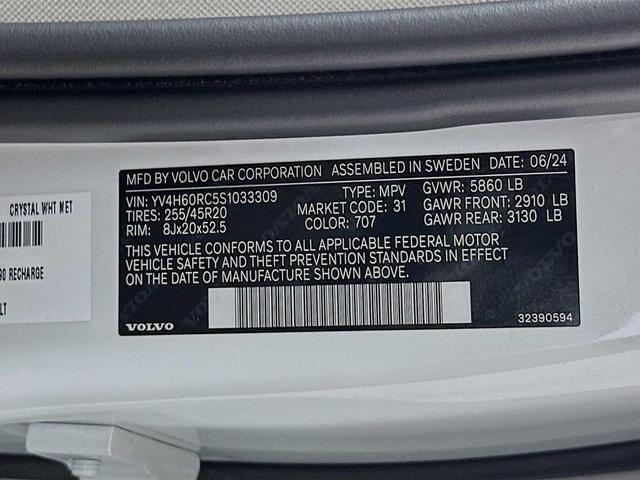 MFD BY VOLVO CAR CORPORATION ASSEMBLED IN SWEDEN DATE: 06/24
VIN: YV4H60RC5S1033309 TYPE: MPV GVWR: 5860 LB
TIRES: 255/45R20 MARKET CODE: 31 GAWR FRONT: 2910 LB
RIM: 8Jx20x52.5 COLOR: 707 GAWR REAR: 3130 LB
THIS VEHICLE CONFORMS TO ALL APPLICABLE FEDERAL MOTOR
VEHICLE SAFETY AND THEFT PREVENTION STANDARDS IN EFFECT
ON THE DATE OF MANUFACTURE SHOWN ABOVE.
VOLVO 32390594
CRYSTAL WHT MET
90 RECHARGE
LT